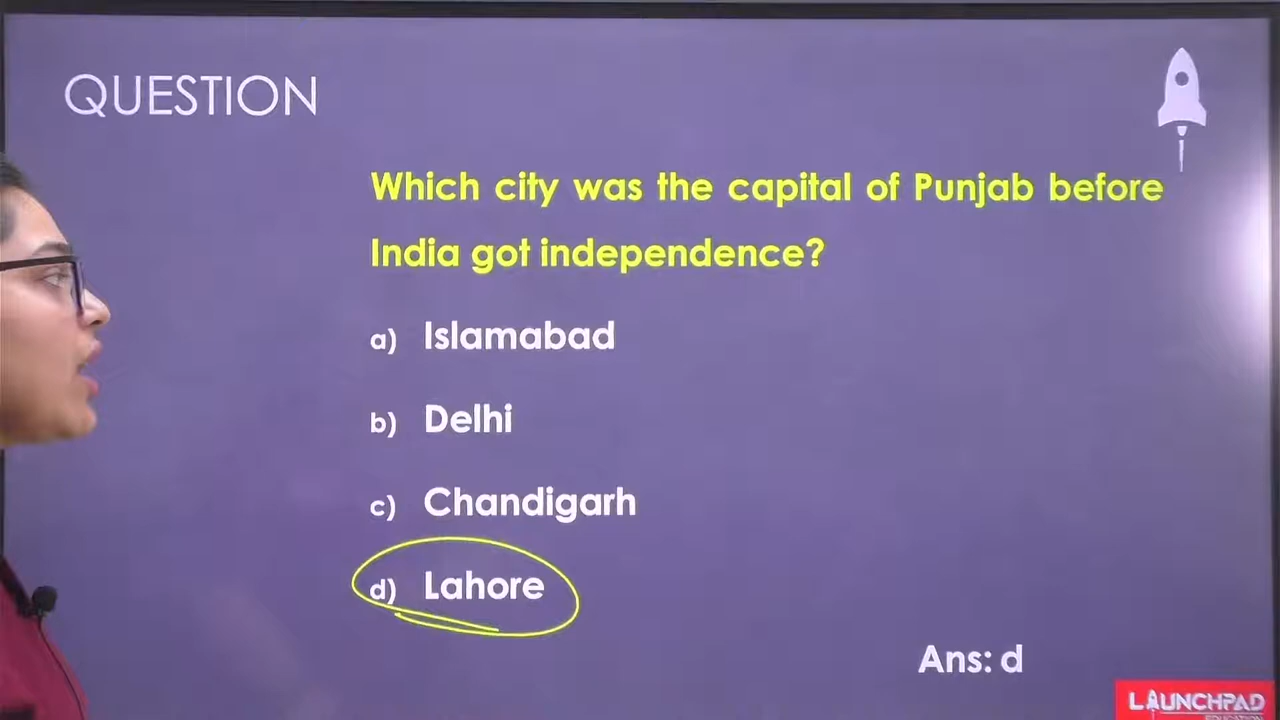 QUESTION
Which city was the capital of Punjab before
India got independence?
a) Islamabad
b) Delhi
c) Chandigarh
d) Lahore
Ans: d
LAUNCHPAD